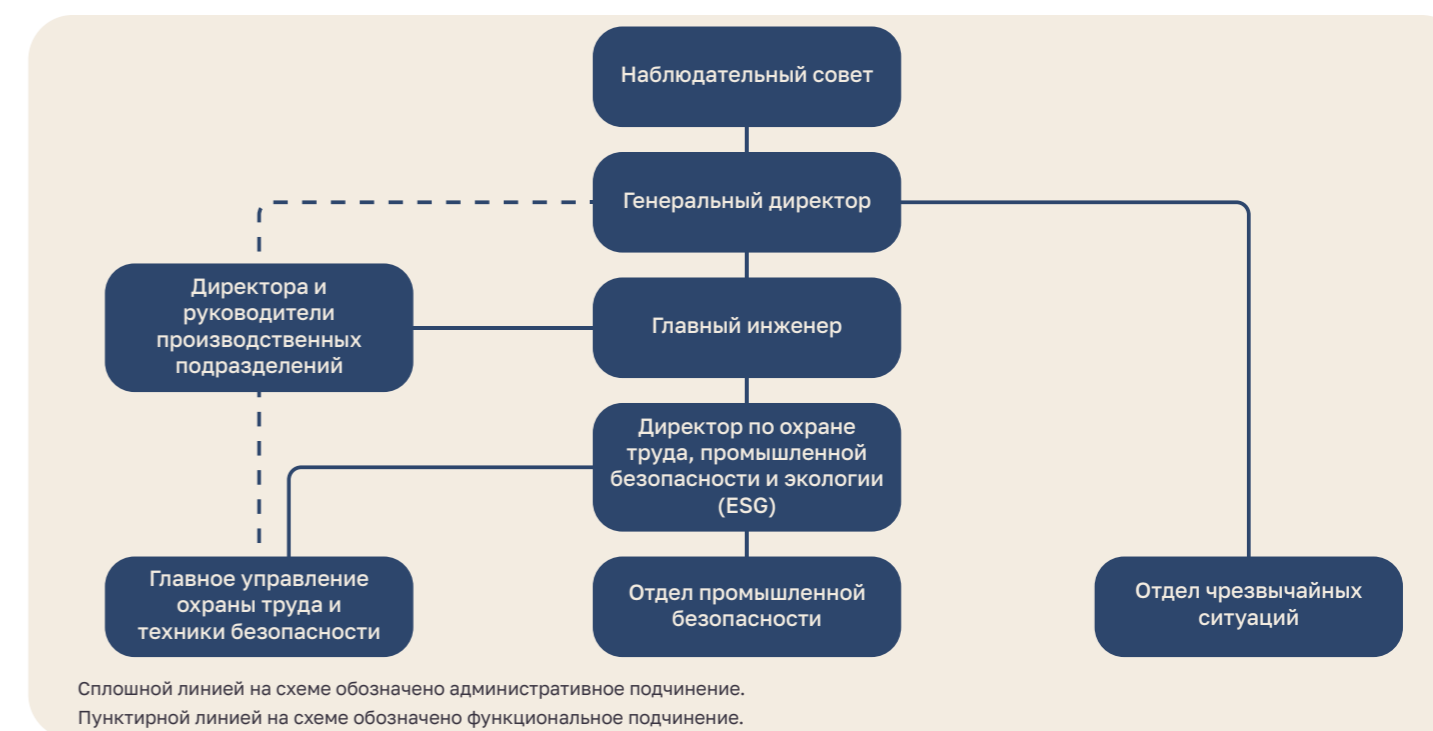 Наблюдательный совет
Генеральный директор
Директора и
руководители
производственных
подразделений
Главный инженер
Директор по охране
труда, промышленной
безопасности и экологии
(ESG)
Главное управление
охраны труда и
техники безопасности
Отдел промышленной
безопасности
Отдел чрезвычайных
ситуаций
Сплошной линией на схеме обозначено административное подчинение.
Пунктирной линией на схеме обозначено функциональное подчинение.